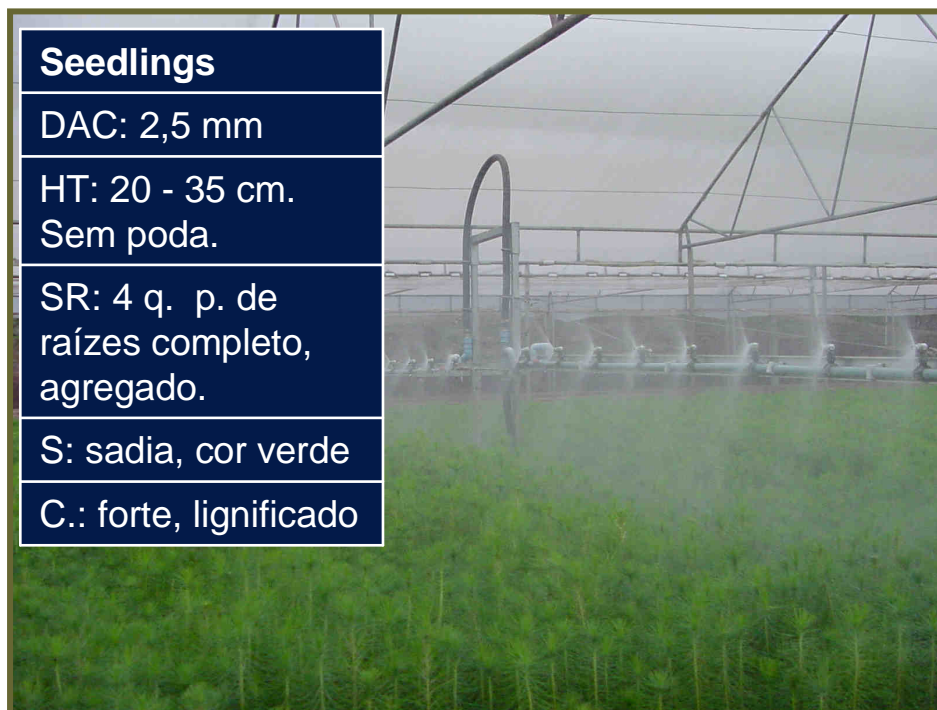 Seedlings
DAC: 2,5 mm
HT: 20 - 35 cm.
Sem poda.
SR: 4 q. p. de
raízes completo,
agregado.
S: sadia, cor verde
C.: forte, lignificado